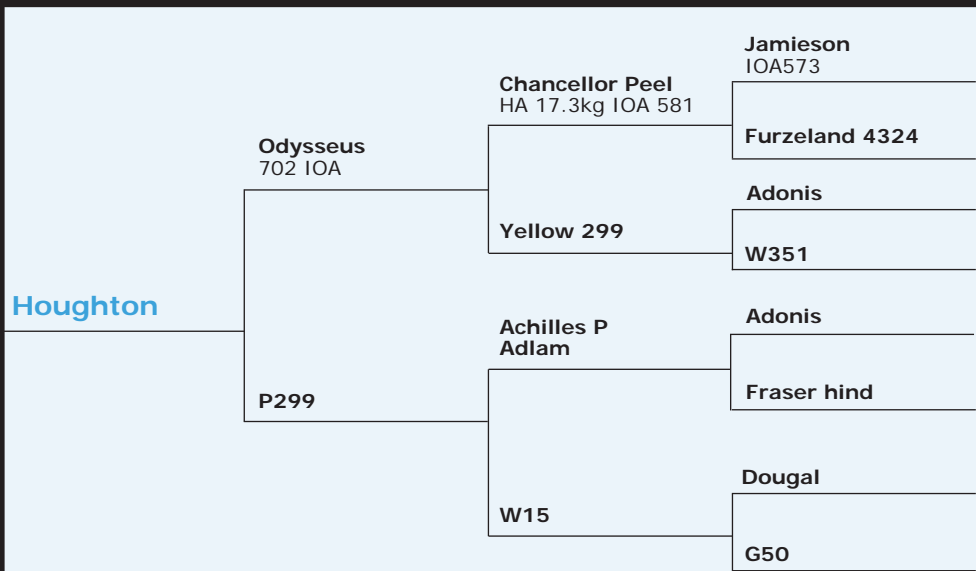 Jamieson
IOA573
Chancellor Peel
HA 17.3kg IOA 581
Furzeland 4324
Odysseus
702 IOA
Adonis
Yellow 299
W351
Houghton
Adonis
Achilles P
Adlam
Fraser hind
P299
Dougal
W15
G50